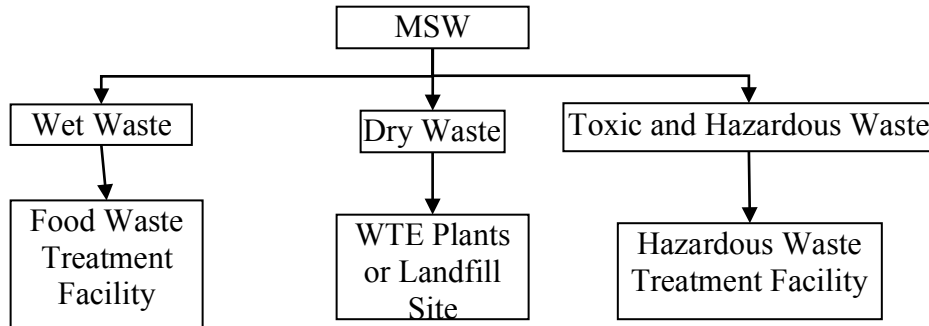 MSW
Wet Waste
Dry Waste
Toxic and Hazardous Waste
Food Waste
Treatment
Facility
WTE Plants
or Landfill
Site
Hazardous Waste
Treatment Facility